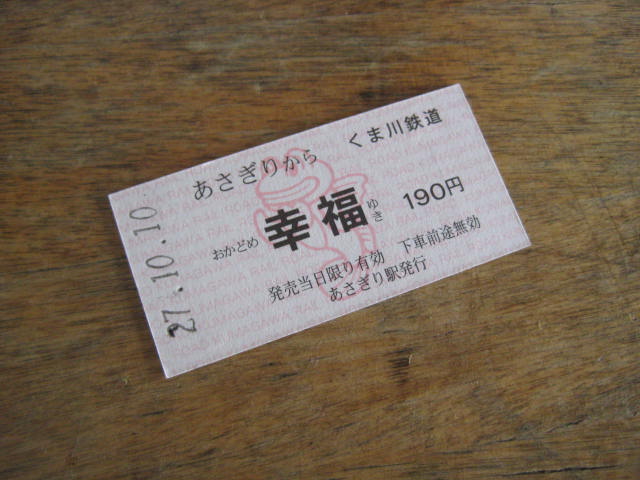 くま川鉄道
あさぎりから
おかどめ 幸福 ゆき 190円
発売当日限り有効 下車前途無効
あさぎり駅発行
27.10.10